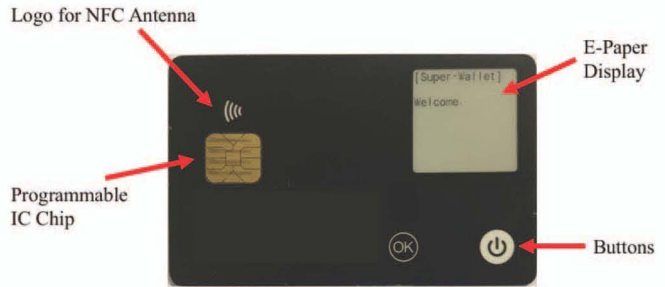 Logo for NFC Antenna
E-Paper
Display
[Super-Wallet]
Welcome.
Programmable
IC Chip
OK
Buttons